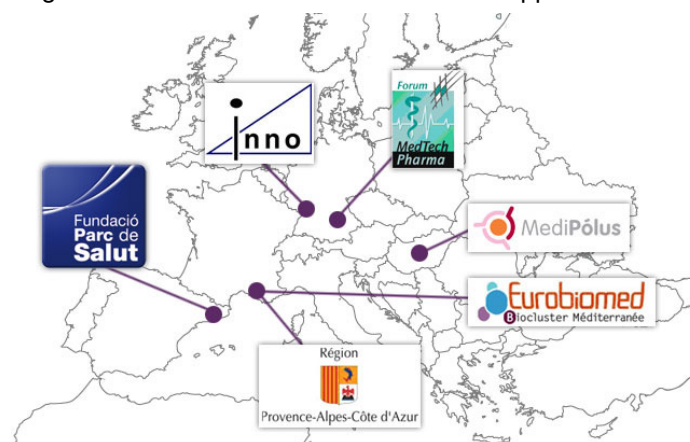 inno
Forum
MedTech
Pharma
Fundació
Parc de
Salut
MediPólus
Eurobiomed
Biocluster Méditerranée
Région
Provence-Alpes-Côte d'Azur